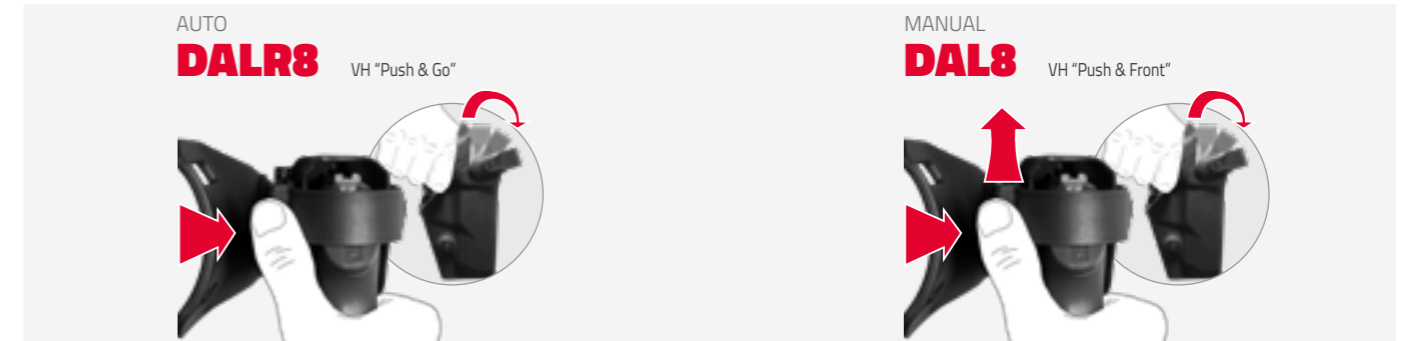 AUTO
DALR8
VH “Push & Go”
MANUAL
DAL8
VH “Push & Front”